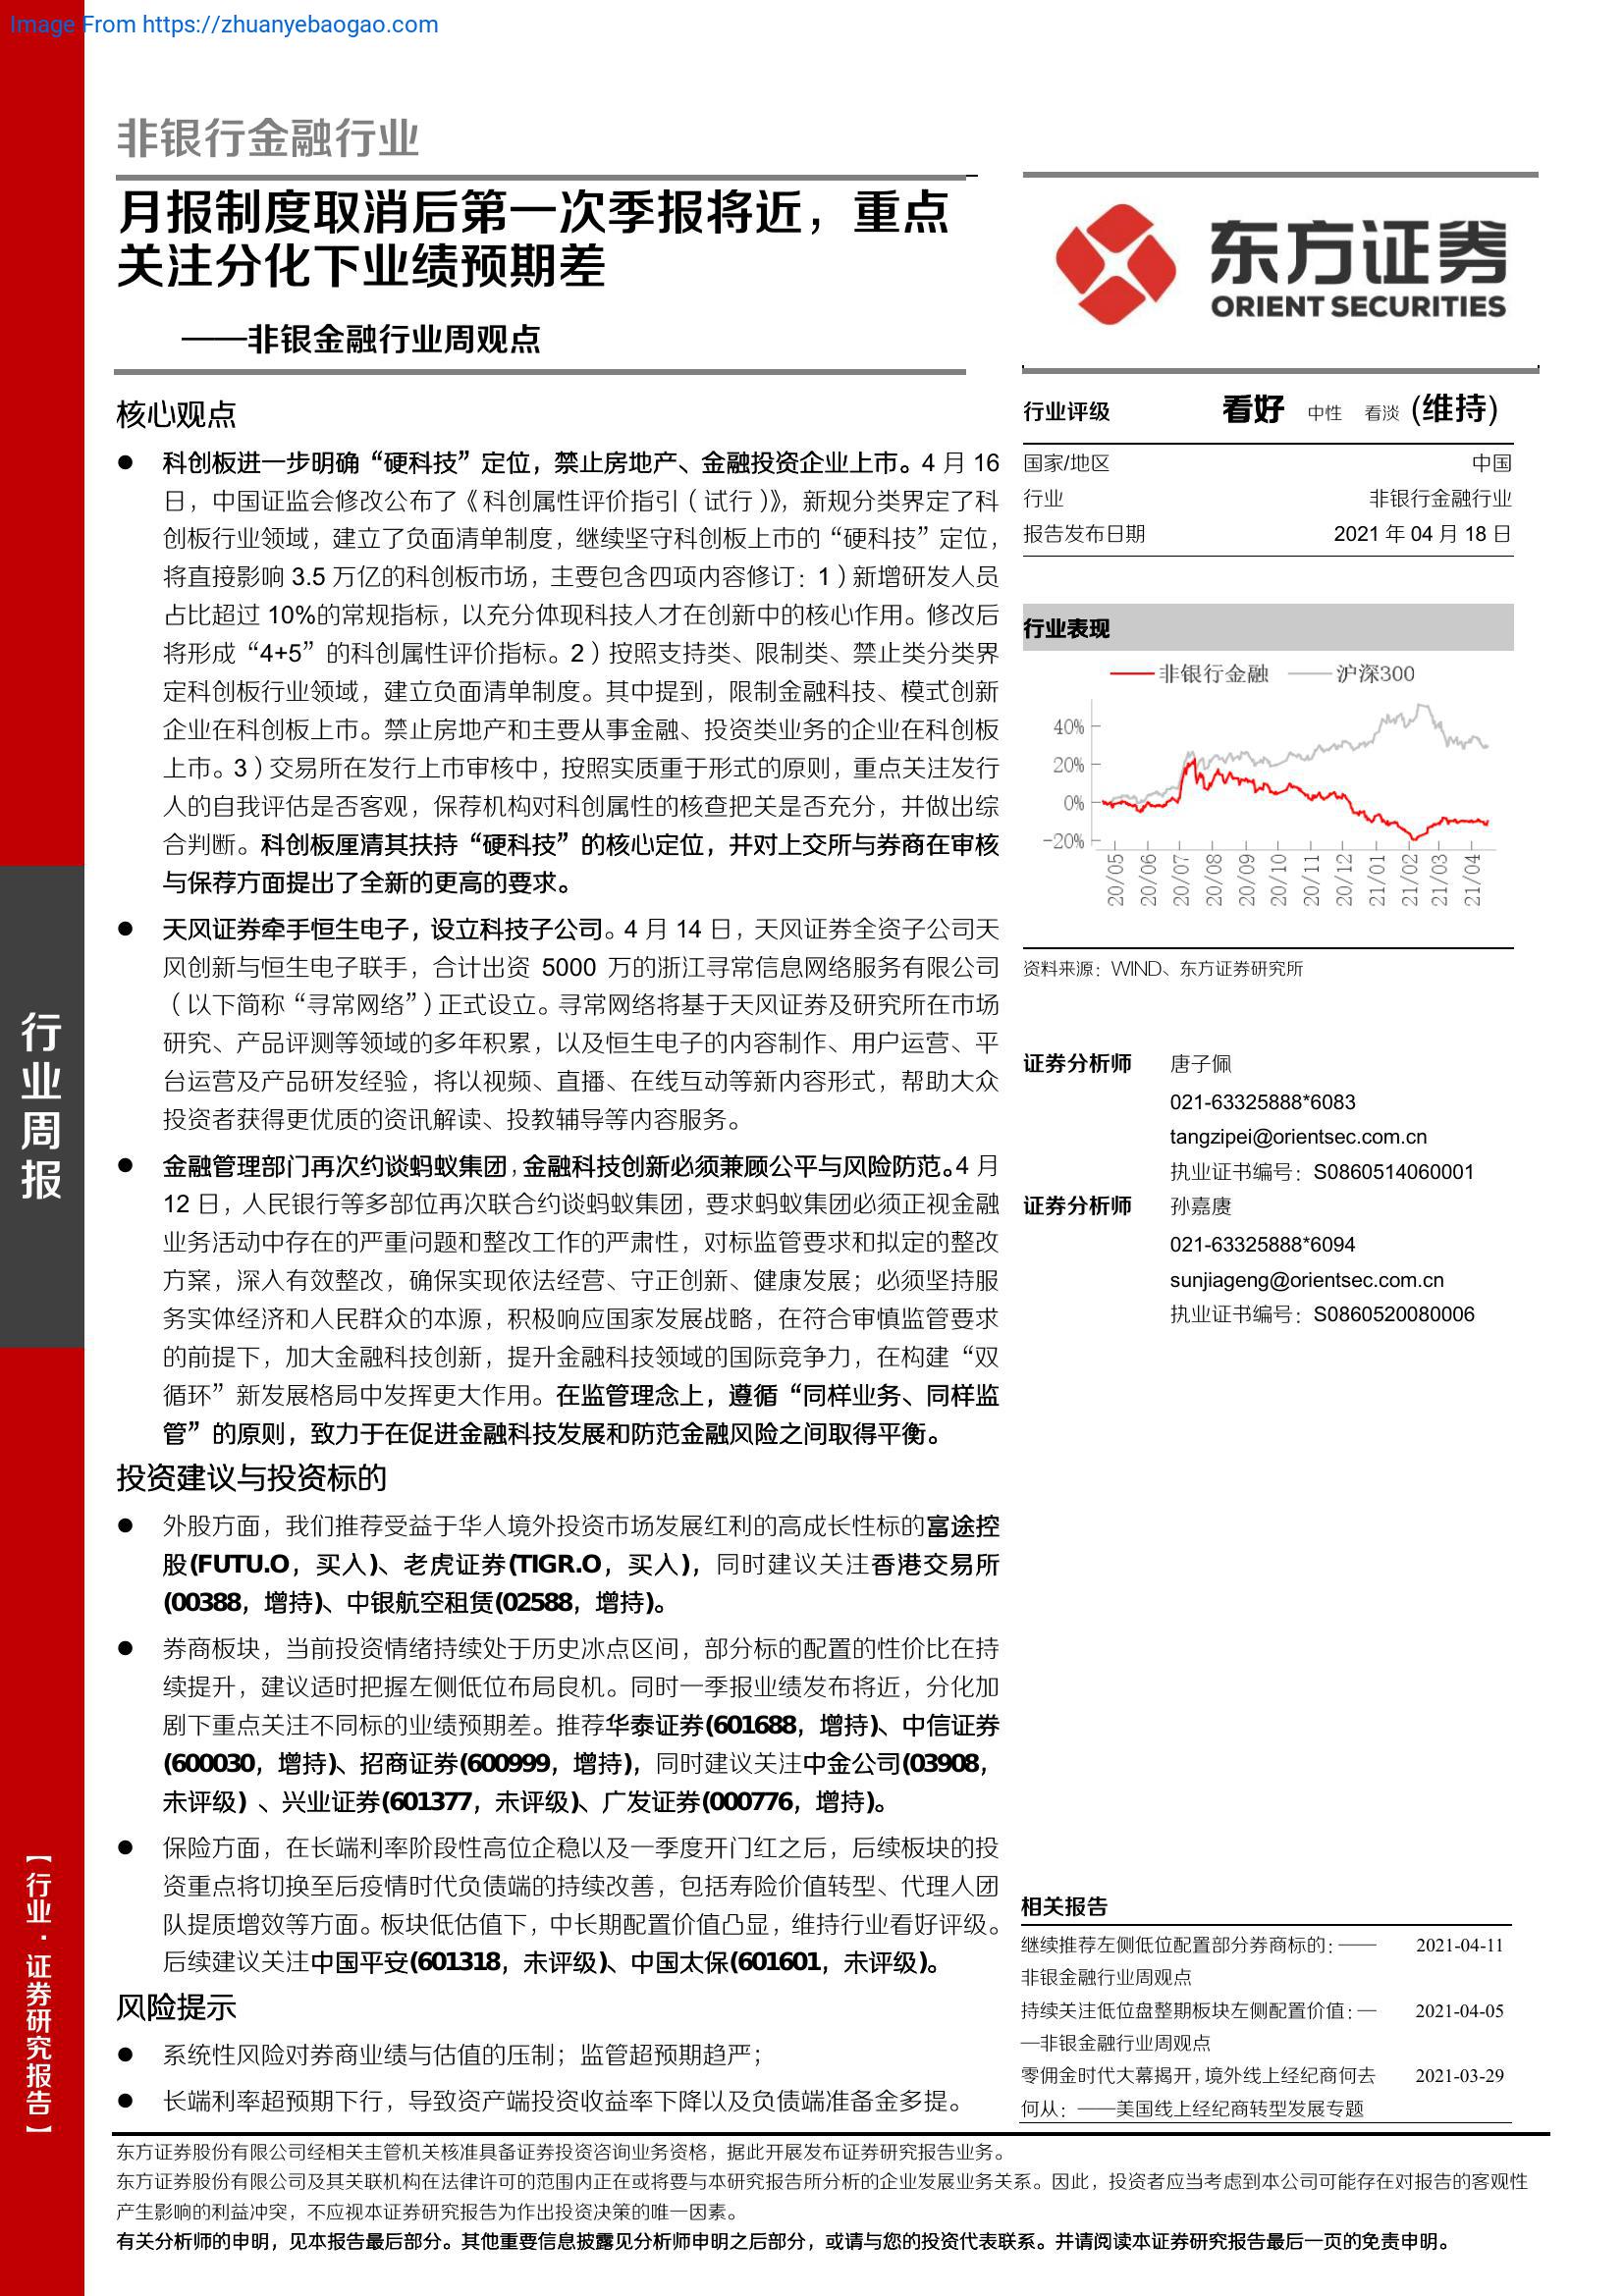 Image From https://zhuanyebaogao.com
非银行金融行业
月报制度取消后第一次季报将近，重点
关注分化下业绩预期差
——非银金融行业周观点
核心观点
● 科创板进一步明确“硬科技”定位，禁止房地产、金融投资企业上市。4 月 16
日，中国证监会修改公布了《科创属性评价指引（试行）》，新规分类界定了科
创板行业领域，建立了负面清单制度，继续坚守科创板上市的“硬科技”定位，
将直接影响 3.5 万亿的科创板市场，主要包含四项内容修订：1）新增研发人员
占比超过 10%的常规指标，以充分体现科技人才在创新中的核心作用。修改后
将形成“4+5”的科创属性评价指标。2）按照支持类、限制类、禁止类分类界
定科创板行业领域，建立负面清单制度。其中提到，限制金融科技、模式创新
企业在科创板上市。禁止房地产和主要从事金融、投资类业务的企业在科创板
上市。3）交易所在发行上市审核中，按照实质重于形式的原则，重点关注发行
人的自我评估是否客观，保荐机构对科创属性的核查把关是否充分，并做出综
合判断。科创板厘清其扶持“硬科技”的核心定位，并对上交所与券商在审核
与保荐方面提出了全新的更高的要求。
● 天风证券牵手恒生电子，设立科技子公司。4 月 14 日，天风证券全资子公司天
风创新与恒生电子联手，合计出资 5000 万的浙江寻常信息网络服务有限公司
（以下简称“寻常网络”）正式设立。寻常网络将基于天风证券及研究所在市场
研究、产品评测等领域的多年积累，以及恒生电子的内容制作、用户运营、平
台运营及产品研发经验，将以视频、直播、在线互动等新内容形式，帮助大众
投资者获得更优质的资讯解读、投教辅导等内容服务。
● 金融管理部门再次约谈蚂蚁集团，金融科技创新必须兼顾公平与风险防范。4 月
12 日，人民银行等多部位再次联合约谈蚂蚁集团，要求蚂蚁集团必须正视金融
业务活动中存在的严重问题和整改工作的严肃性，对标监管要求和拟定的整改
方案，深入有效整改，确保实现依法经营、守正创新、健康发展；必须坚持服
务实体经济和人民群众的本源，积极响应国家发展战略，在符合审慎监管要求
的前提下，加大金融科技创新，提升金融科技领域的国际竞争力，在构建“双
循环”新发展格局中发挥更大作用。在监管理念上，遵循“同样业务、同样监
管”的原则，致力于在促进金融科技发展和防范金融风险之间取得平衡。
投资建议与投资标的
● 外股方面，我们推荐受益于华人境外投资市场发展红利的高成长性标的富途控
股(FUTU.O，买入)、老虎证券(TIGR.O，买入)，同时建议关注香港交易所
(00388，增持)、中银航空租赁(02588，增持)。
● 券商板块，当前投资情绪持续处于历史冰点区间，部分标的配置的性价比在持
续提升，建议适时把握左侧低位布局良机。同时一季报业绩发布将近，分化加
剧下重点关注不同标的业绩预期差。推荐华泰证券(601688，增持)、中信证券
(600030，增持)、招商证券(600999，增持)，同时建议关注中金公司(03908，
未评级) 、兴业证券(601377，未评级)、广发证券(000776，增持)。
● 保险方面，在长端利率阶段性高位企稳以及一季度开门红之后，后续板块的投
资重点将切换至后疫情时代负债端的持续改善，包括寿险价值转型、代理人团
队提质增效等方面。板块低估值下，中长期配置价值凸显，维持行业看好评级。
后续建议关注中国平安(601318，未评级)、中国太保(601601，未评级)。
风险提示
● 系统性风险对券商业绩与估值的压制；监管超预期趋严；
● 长端利率超预期下行，导致资产端投资收益率下降以及负债端准备金多提。
东方证券
ORIENT SECURITIES
行业评级 看好 中性 看淡 (维持)
国家/地区 中国
行业 非银行金融行业
报告发布日期 2021 年 04 月 18 日
行业表现
非银行金融 沪深300
40%
20%
0%
-20%
20/05 20/06 20/07 20/08 20/09 20/10 20/11 20/12 21/01 21/02 21/03 21/04
资料来源：WIND、东方证券研究所
证券分析师 唐子佩
021-63325888*6083
tangzipei@orientsec.com.cn
执业证书编号：S0860514060001
证券分析师 孙嘉赓
021-63325888*6094
sunjiageng@orientsec.com.cn
执业证书编号：S0860520080006
相关报告
继续推荐左侧低位配置部分券商标的：—— 2021-04-11
非银金融行业周观点
持续关注低位盘整期板块左侧配置价值：— 2021-04-05
—非银金融行业周观点
零佣金时代大幕揭开，境外线上经纪商何去 2021-03-29
何从：——美国线上经纪商转型发展专题
行业周报
【行业·证券研究报告】
东方证券股份有限公司经相关主管机关核准具备证券投资咨询业务资格，据此开展发布证券研究报告业务。
东方证券股份有限公司及其关联机构在法律许可的范围内正在或将要与本研究报告所分析的企业发展业务关系。因此，投资者应当考虑到本公司可能存在对报告的客观性
产生影响的利益冲突，不应视本证券研究报告为作出投资决策的唯一因素。
有关分析师的申明，见本报告最后部分。其他重要信息披露见分析师申明之后部分，或请与您的投资代表联系。并请阅读本证券研究报告最后一页的免责申明。